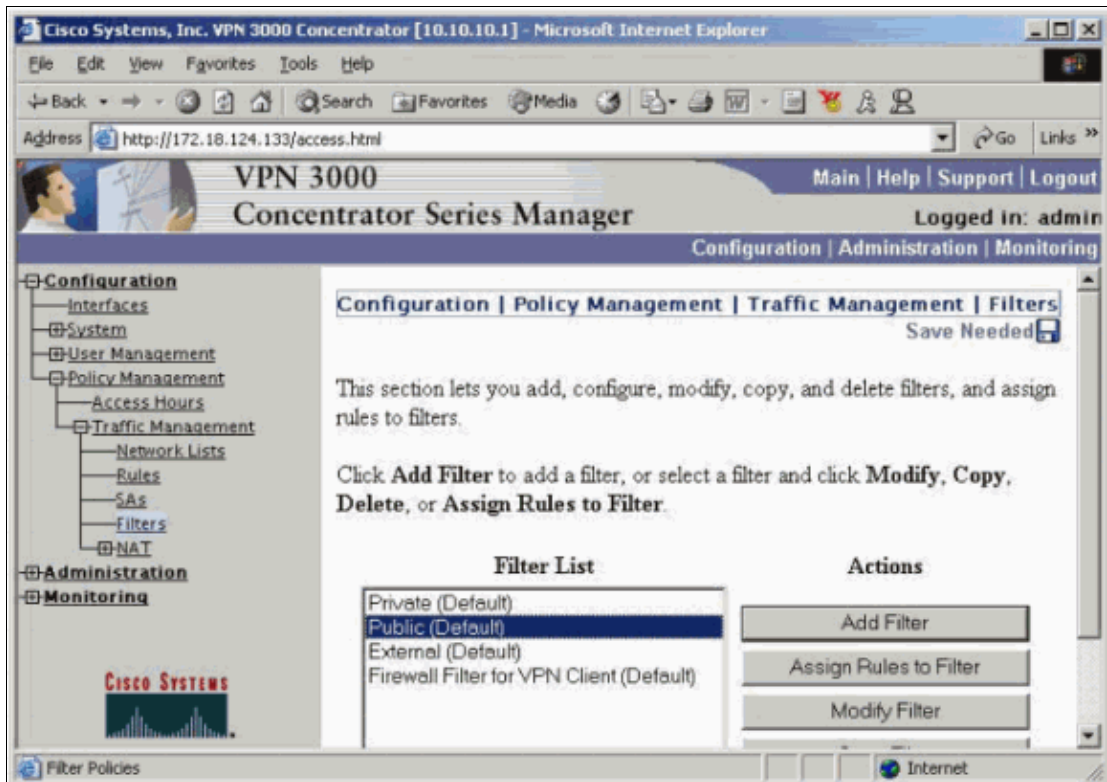 Cisco Systems, Inc. VPN 3000 Concentrator [10.10.10.1] - Microsoft Internet Explorer
File Edit View Favorites Tools Help
Back Search Favorites Media
Address http://172.18.124.133/access.html Go Links »
VPN 3000
Concentrator Series Manager
Main | Help | Support | Logout
Logged in: admin
Configuration | Administration | Monitoring
Configuration
Interfaces
System
User Management
Policy Management
Access Hours
Traffic Management
Network Lists
Rules
SAs
Filters
NAT
Administration
Monitoring
CISCO SYSTEMS
Configuration | Policy Management | Traffic Management | Filters
Save Needed
This section lets you add, configure, modify, copy, and delete filters, and assign
rules to filters.
Click Add Filter to add a filter, or select a filter and click Modify, Copy,
Delete, or Assign Rules to Filter.
Filter List
Private (Default)
Public (Default)
External (Default)
Firewall Filter for VPN Client (Default)
Actions
Add Filter
Assign Rules to Filter
Modify Filter
Filter Policies
Internet